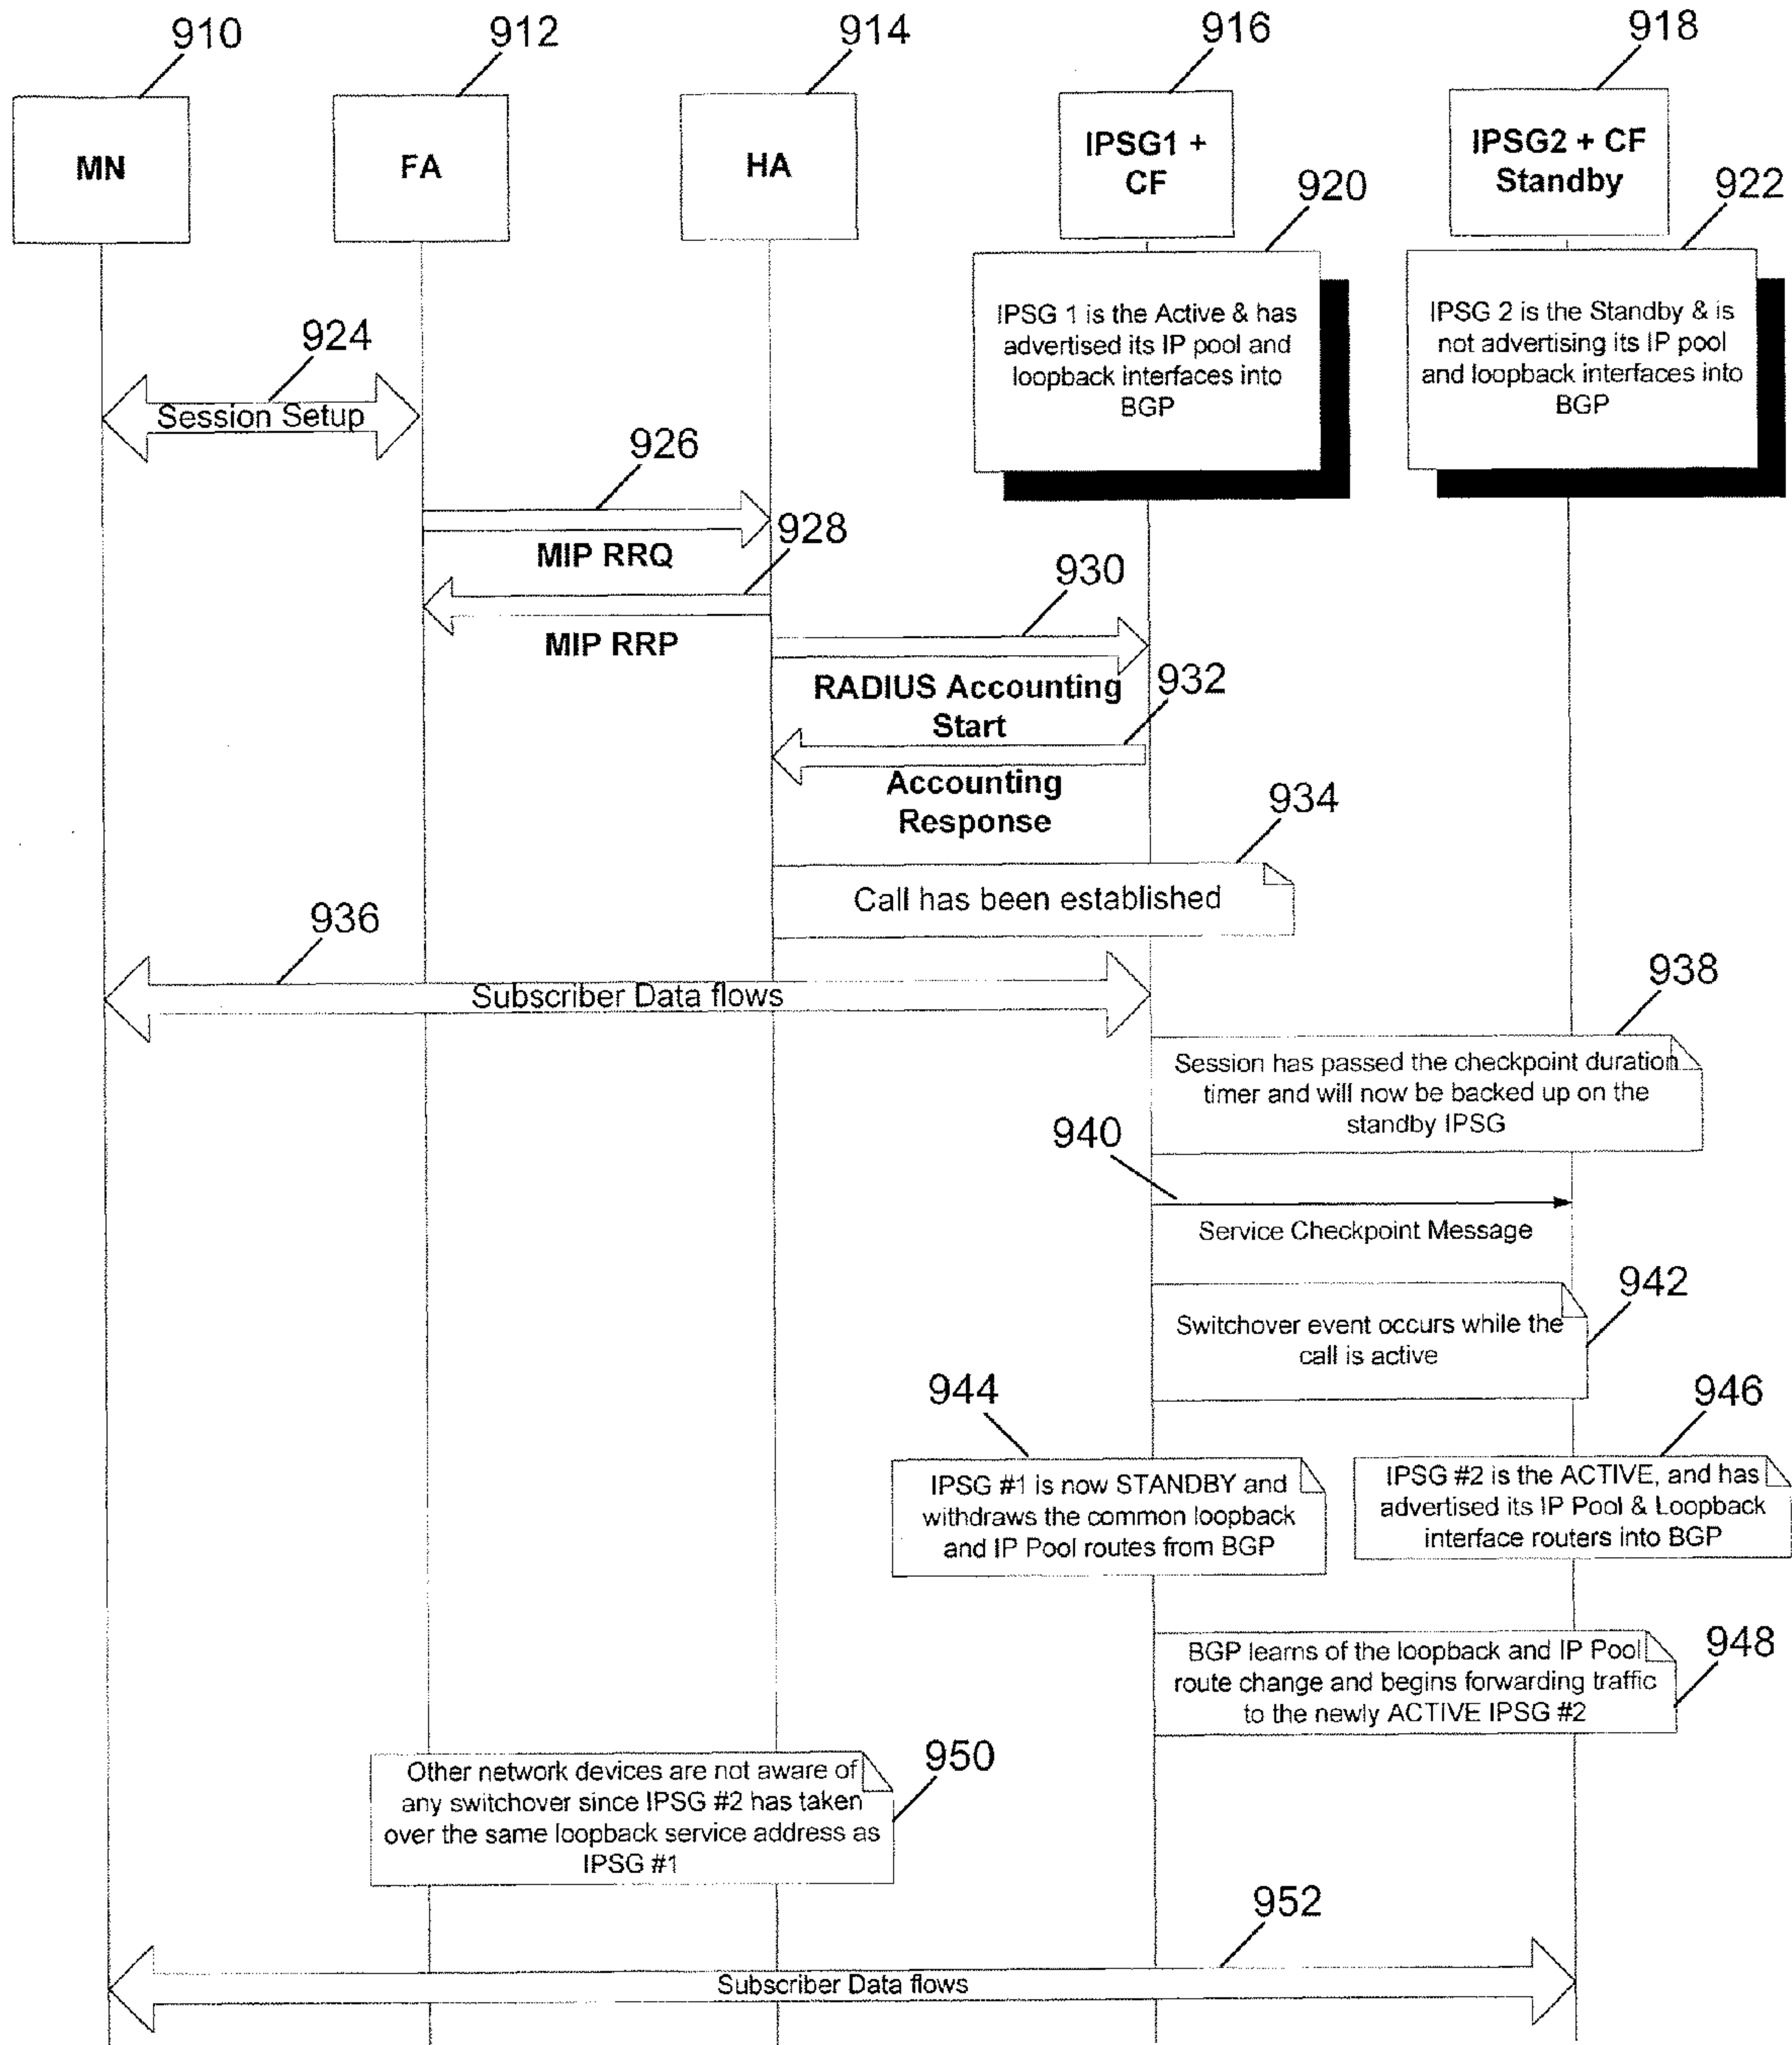 910
912
914
916
918
MN
FA
HA
IPSG1 +
CF
IPSG2 + CF
Standby
920
922
IPSG 1 is the Active & has
advertised its IP pool and
loopback interfaces into
BGP
IPSG 2 is the Standby & is
not advertising its IP pool
and loopback interfaces into
BGP
924
Session Setup
926
MIP RRQ
928
MIP RRP
930
RADIUS Accounting
Start
932
Accounting
Response
934
Call has been established
936
Subscriber Data flows
938
Session has passed the checkpoint duration
timer and will now be backed up on the
standby IPSG
940
Service Checkpoint Message
942
Switchover event occurs while the
call is active
944
IPSG #1 is now STANDBY and
withdraws the common loopback
and IP Pool routes from BGP
946
IPSG #2 is the ACTIVE, and has
advertised its IP Pool & Loopback
interface routers into BGP
948
BGP learns of the loopback and IP Pool
route change and begins forwarding traffic
to the newly ACTIVE IPSG #2
950
Other network devices are not aware of
any switchover since IPSG #2 has taken
over the same loopback service address as
IPSG #1
952
Subscriber Data flows